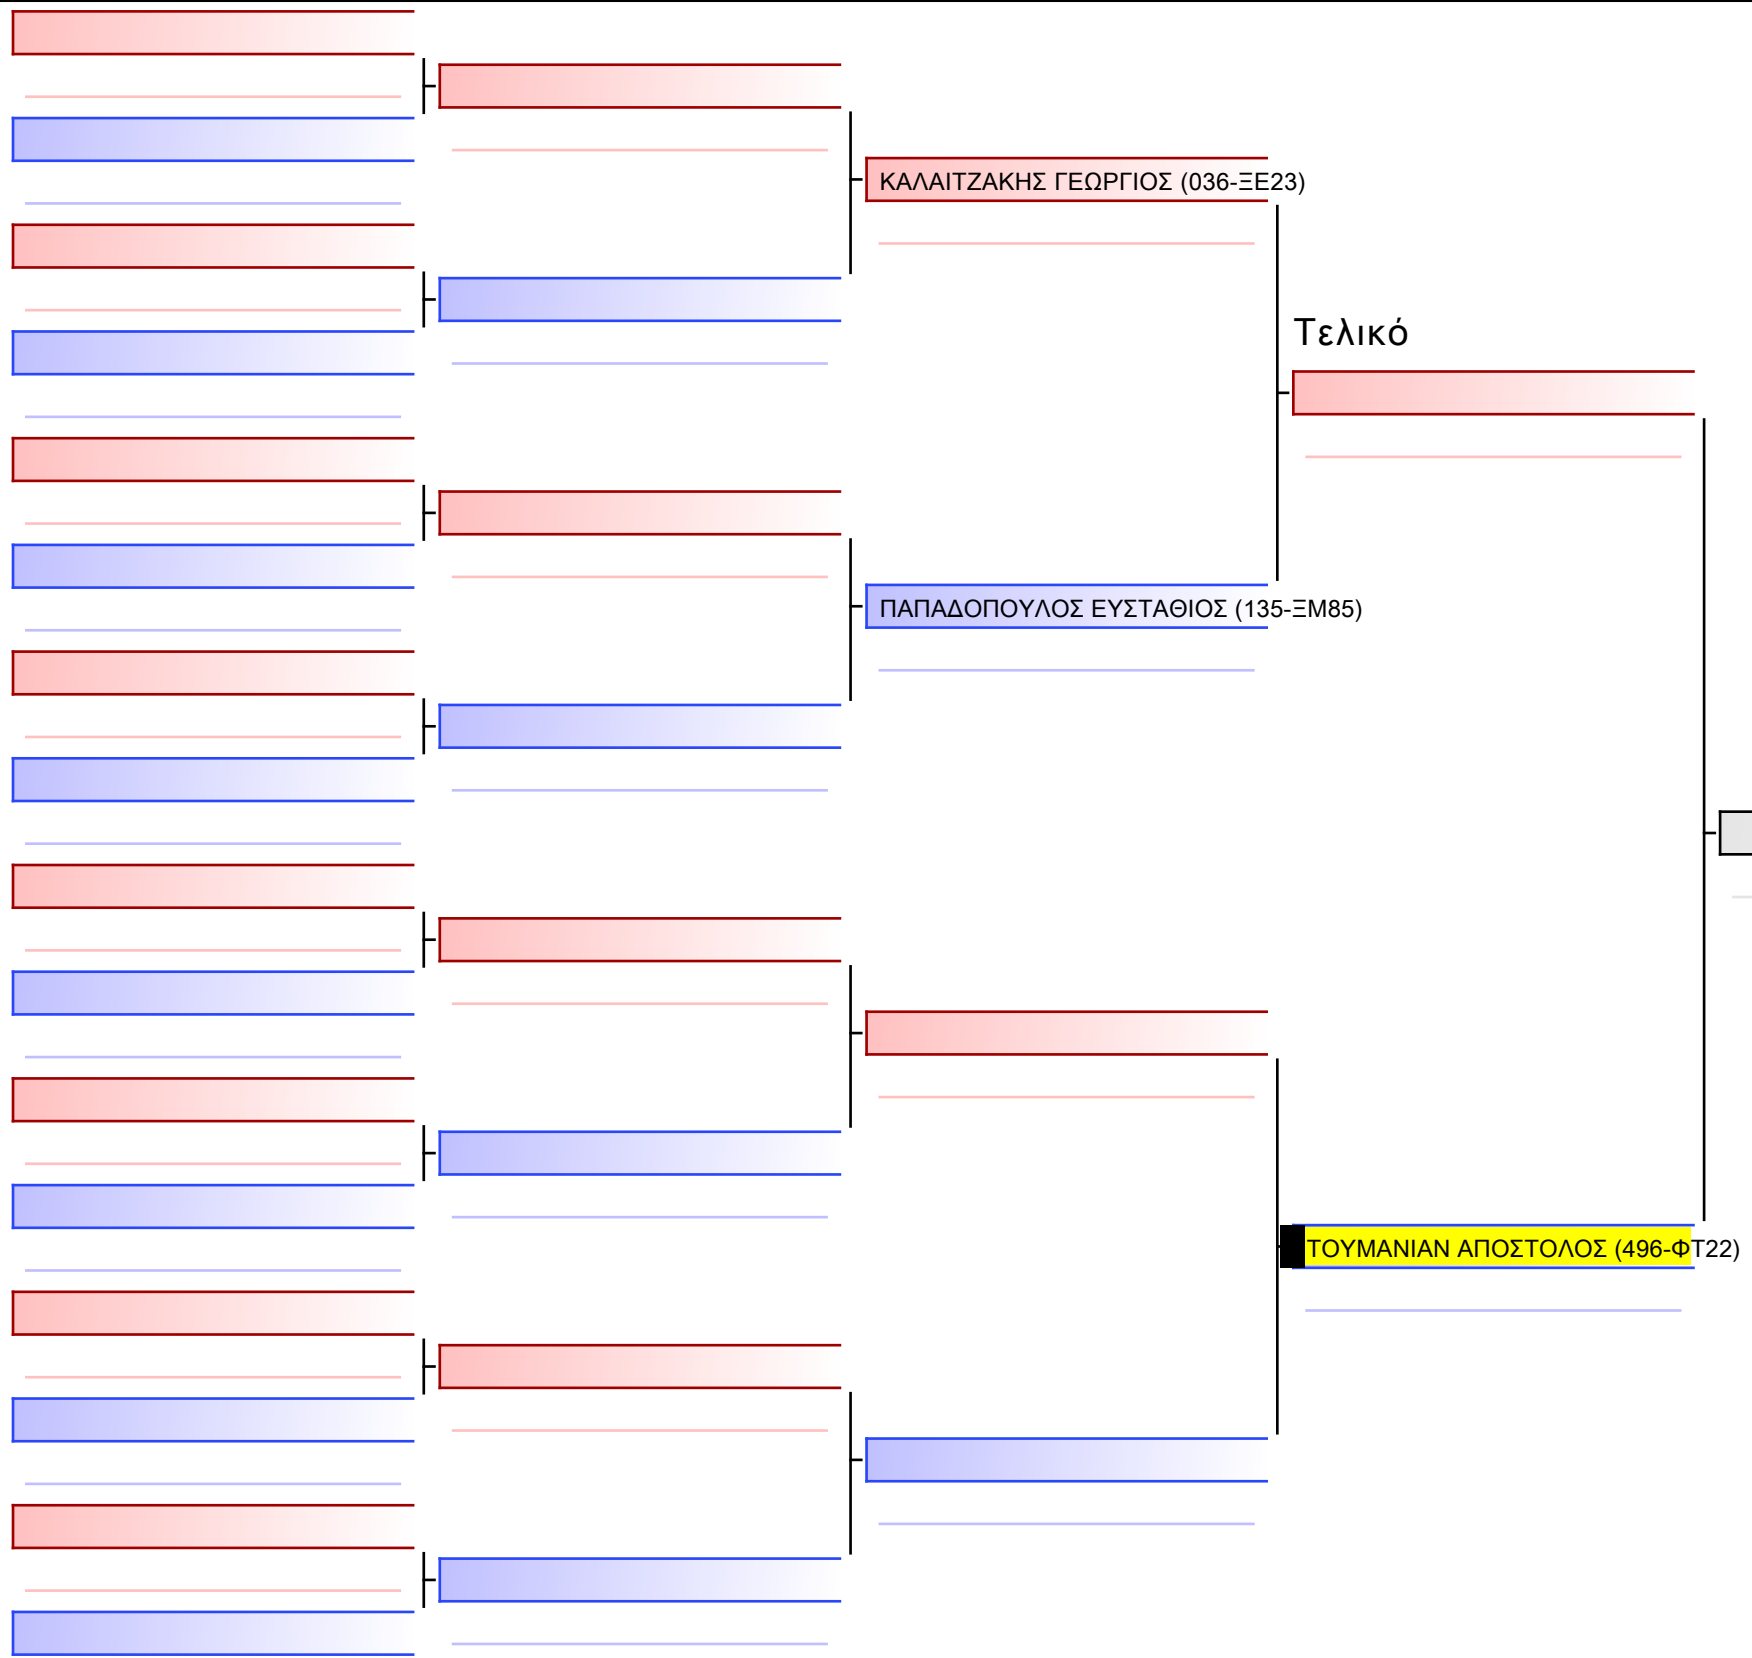 ΚΑΛΑΙΤΖΑΚΗΣ ΓΕΩΡΓΙΟΣ (036-ΞΕ23)
Τελικό
ΠΑΠΑΔΟΠΟΥΛΟΣ ΕΥΣΤΑΘΙΟΣ (135-ΞΜ85)
ΤΟΥΜΑΝΙΑΝ ΑΠΟΣΤΟΛΟΣ (496-ΦΤ22)